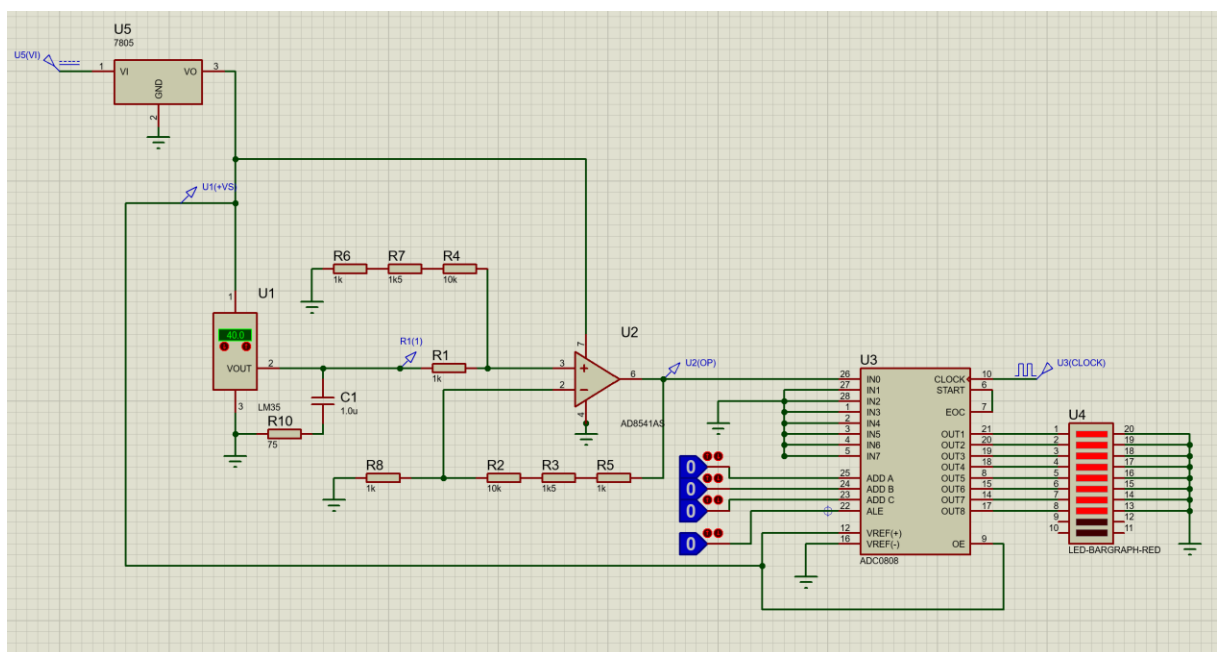 U5
7805
U5(VI)
1
VI
VO
3
GND
2
U1(+VS)
R6
1k
R7
1k5
R4
10k
1
U1
40.0
VOUT
2
3
LM35
R1(1)
R1
1k
C1
1.0u
R10
75
U2
7
3
2
6
4
AD8541AS
U2(OP)
R8
1k
R2
10k
R3
1k5
R5
1k
0
0
0
0
U3
26 IN0
27 IN1
28 IN2
1 IN3
2 IN4
3 IN5
4 IN6
5 IN7
25 ADD A
24 ADD B
23 ADD C
22 ALE
12 VREF(+)
16 VREF(-)
CLOCK 10
START 6
EOC 7
OUT1 21
OUT2 20
OUT3 19
OUT4 18
OUT5 8
OUT6 15
OUT7 14
OUT8 17
OE 9
ADC0808
U3(CLOCK)
U4
1 20
2 19
3 18
4 17
5 16
6 15
7 14
8 13
9 12
10 11
LED-BARGRAPH-RED